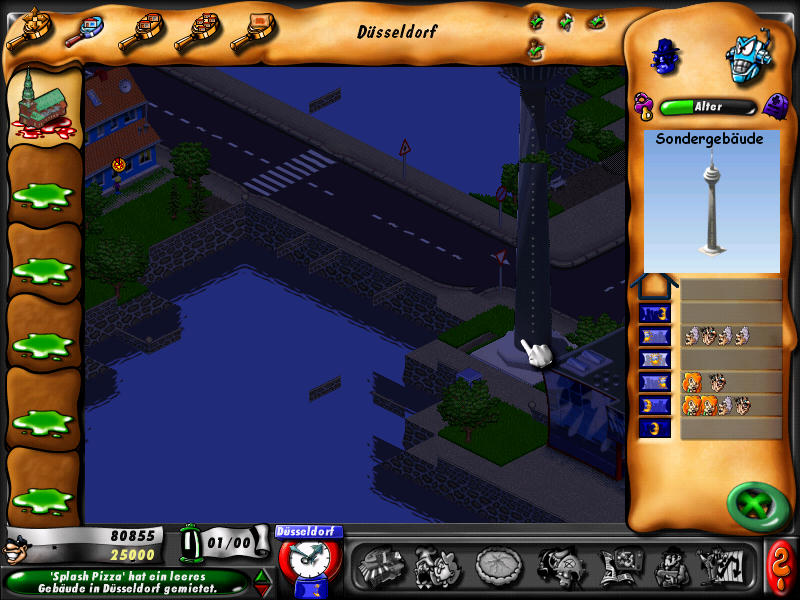 Düsseldorf
Alter
Sondergebäude
80855
25000
01/00
Düsseldorf
'Splash Pizza' hat ein leeres
Gebäude in Düsseldorf gemietet.
?